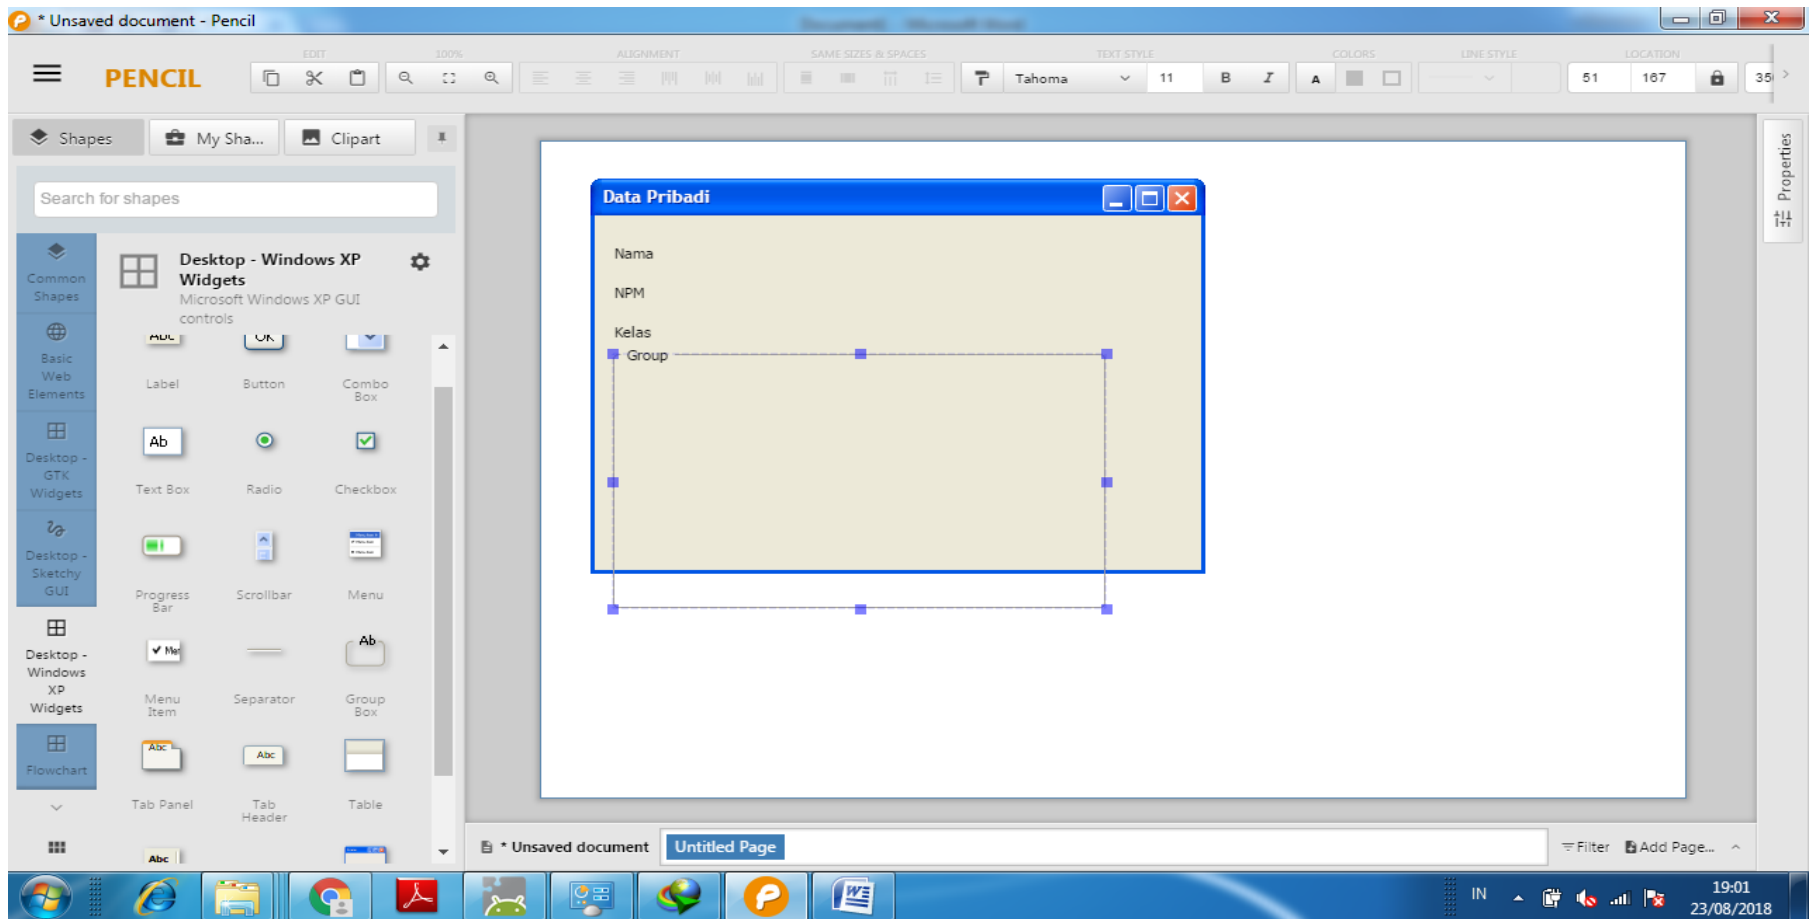 * Unsaved document - Pencil
EDIT
100%
ALIGNMENT
SAME SIZES & SPACES
TEXT STYLE
COLORS
LINE STYLE
LOCATION
PENCIL
Tahoma
11
B
I
A
51
167
Shapes
My Sha...
Clipart
Search for shapes
Properties
Common
Shapes
Basic
Web
Elements
Desktop -
GTK
Widgets
Desktop -
Sketchy
GUI
Desktop -
Windows
XP
Widgets
Flowchart
Desktop - Windows XP
Widgets
Microsoft Windows XP GUI
controls
Label
Button
Combo
Box
Ab
Text Box
Radio
Checkbox
Progress
Bar
Scrollbar
Menu
Ab
Menu
Item
Separator
Group
Box
Abc
Abc
Tab Panel
Tab
Header
Table
Abc
Data Pribadi
Nama
NPM
Kelas
Group
* Unsaved document
Untitled Page
Filter
Add Page...
IN
19:01
23/08/2018